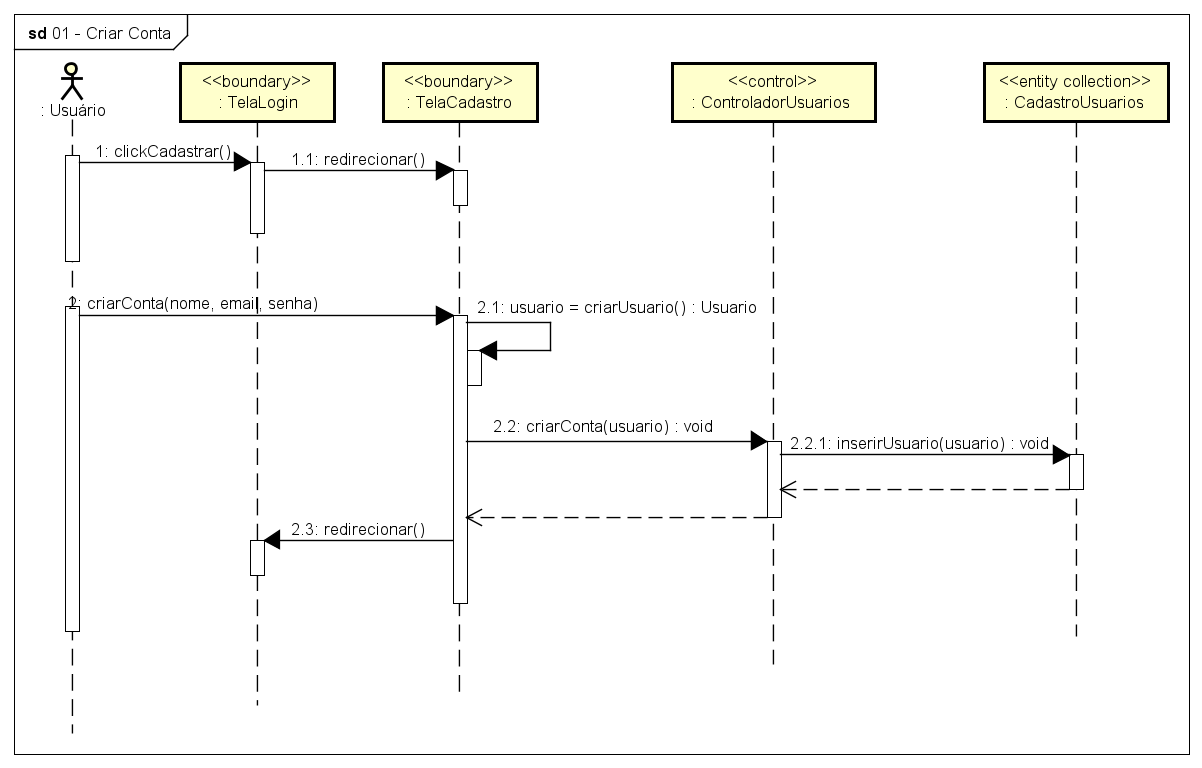 sd 01 - Criar Conta
: Usuário
<<boundary>>
: TelaLogin
<<boundary>>
: TelaCadastro
<<control>>
: ControladorUsuarios
<<entity collection>>
: CadastroUsuarios
1: clickCadastrar()
1.1: redirecionar()
2: criarConta(nome, email, senha)
2.1: usuario = criarUsuario() : Usuario
2.2: criarConta(usuario) : void
2.2.1: inserirUsuario(usuario) : void
2.3: redirecionar()